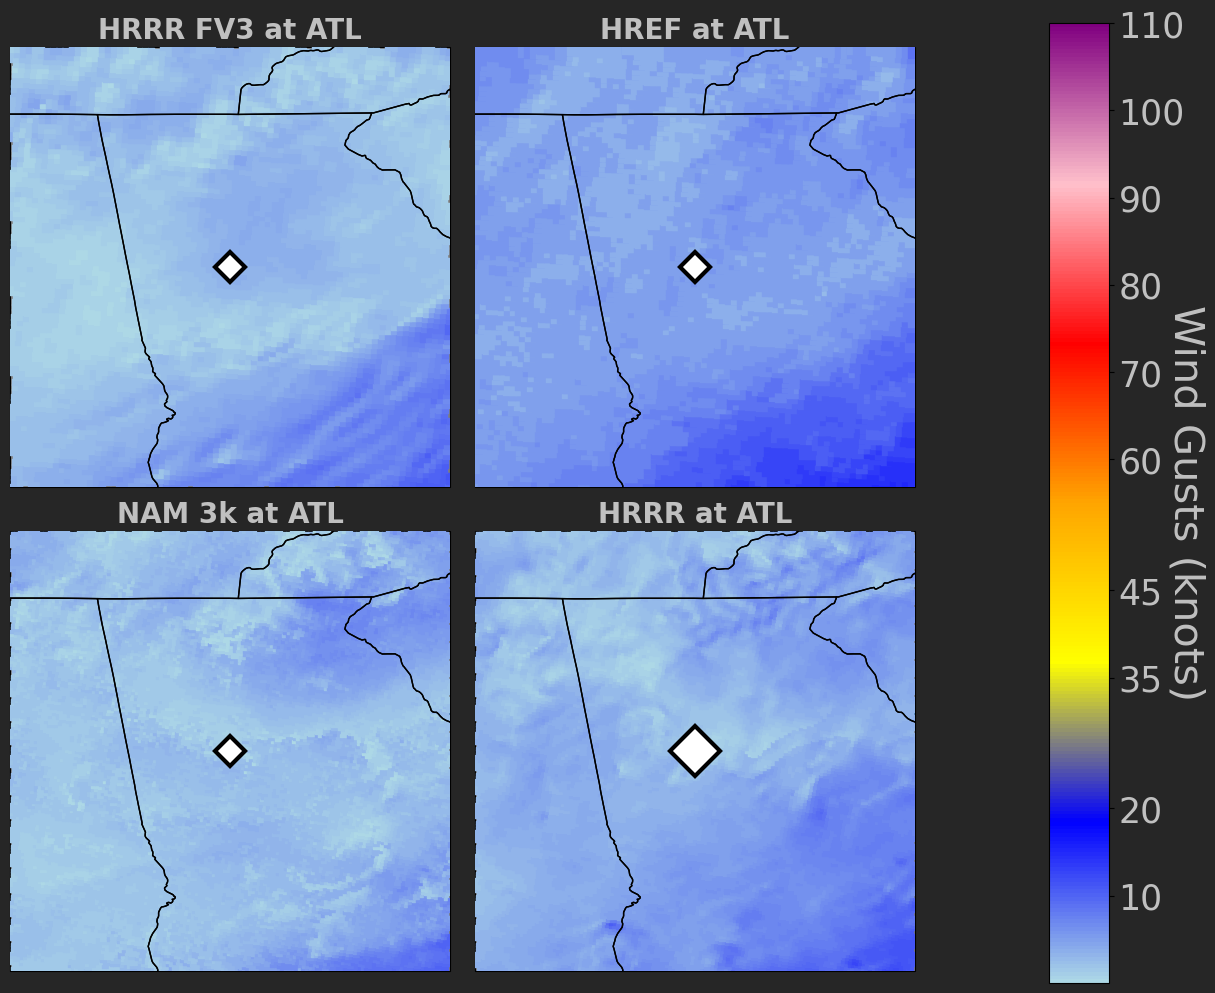 HRRR FV3 at ATL
HREF at ATL
NAM 3k at ATL
HRRR at ATL
110
100
90
80
70
60
45
35
20
10
Wind Gusts (knots)